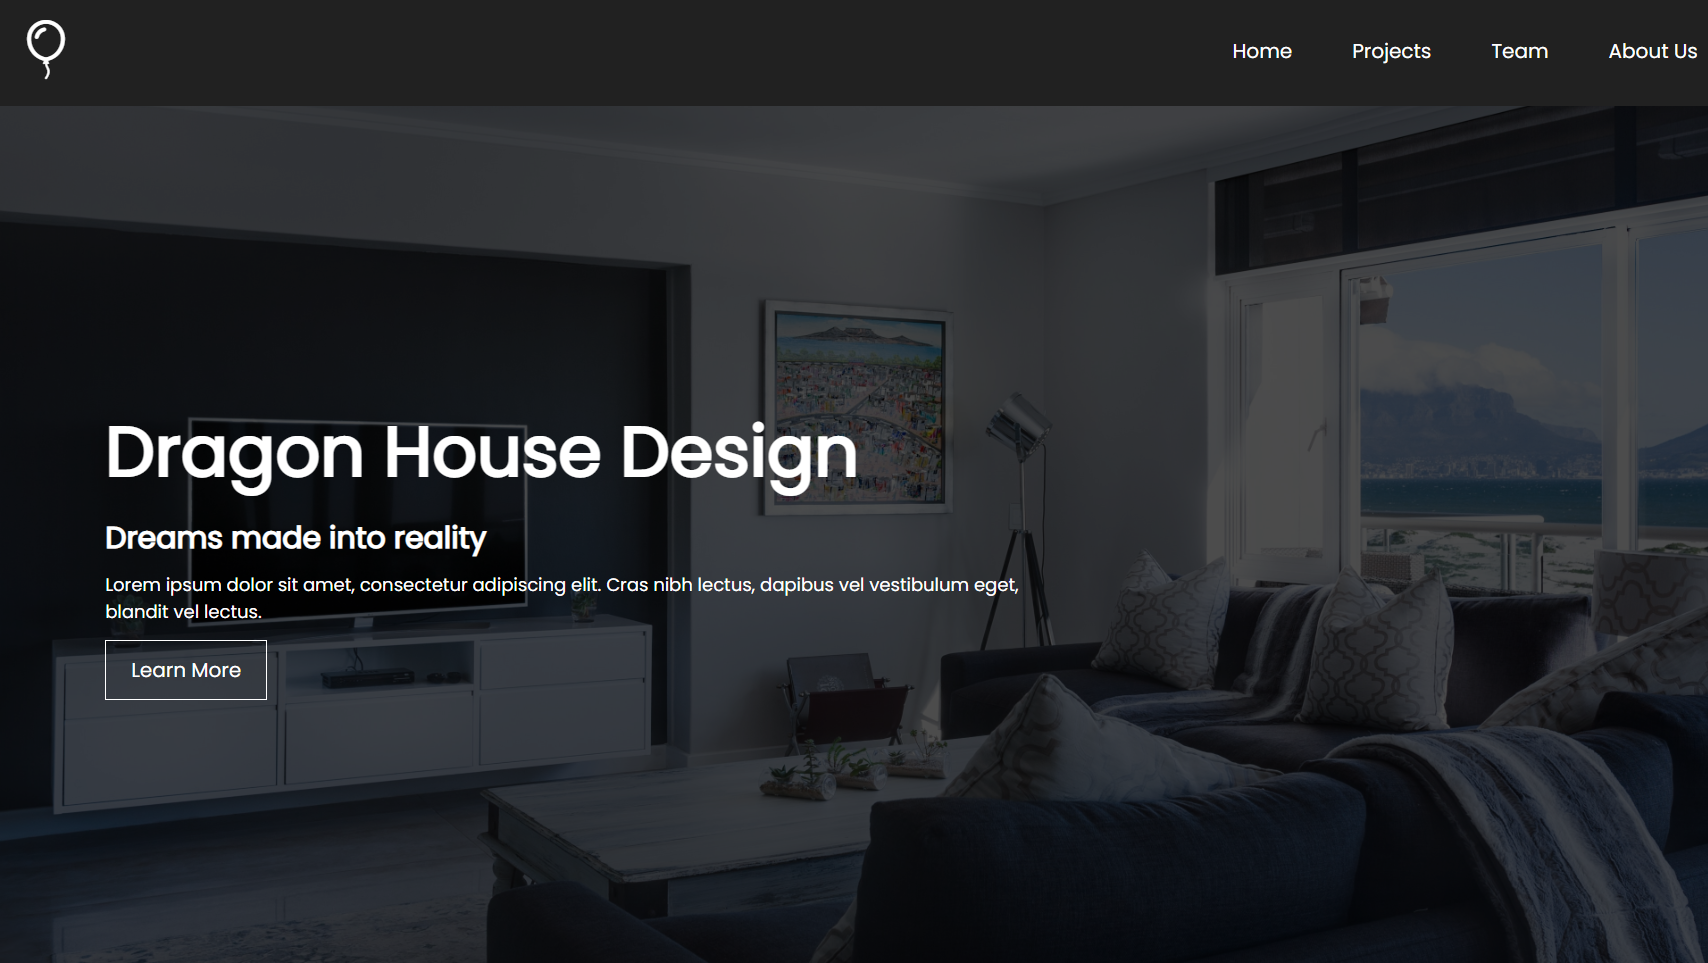 Home Projects Team About Us
Dragon House Design
Dreams made into reality
Lorem ipsum dolor sit amet, consectetur adipiscing elit. Cras nibh lectus, dapibus vel vestibulum eget,
blandit vel lectus.
Learn More